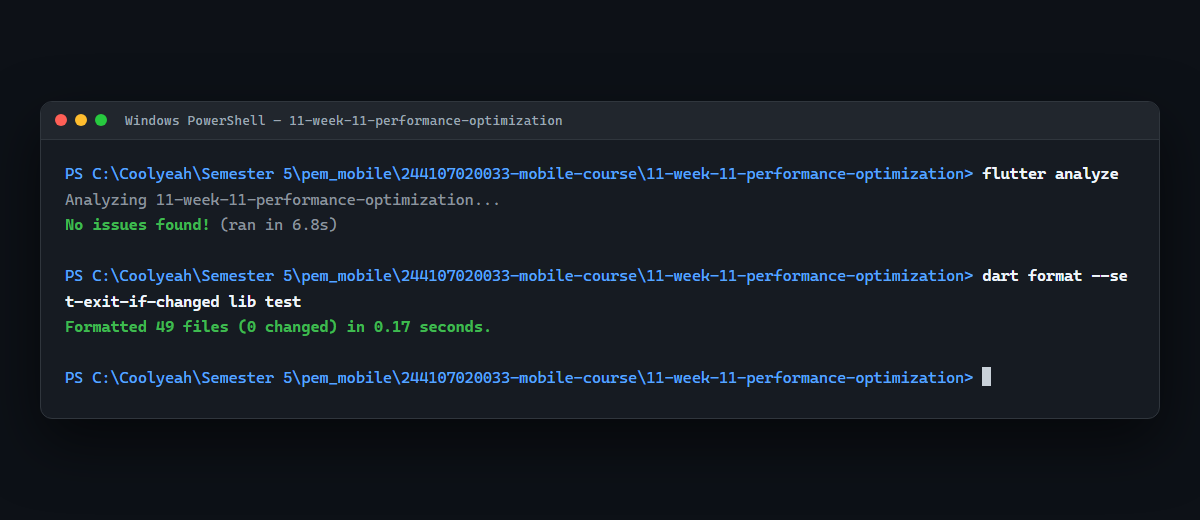 Windows PowerShell — 11-week-11-performance-optimization
PS C:\Coolyeah\Semester 5\pem_mobile\244107020033-mobile-course\11-week-11-performance-optimization> flutter analyze
Analyzing 11-week-11-performance-optimization...
No issues found! (ran in 6.8s)
PS C:\Coolyeah\Semester 5\pem_mobile\244107020033-mobile-course\11-week-11-performance-optimization> dart format --se
t-exit-if-changed lib test
Formatted 49 files (0 changed) in 0.17 seconds.
PS C:\Coolyeah\Semester 5\pem_mobile\244107020033-mobile-course\11-week-11-performance-optimization>